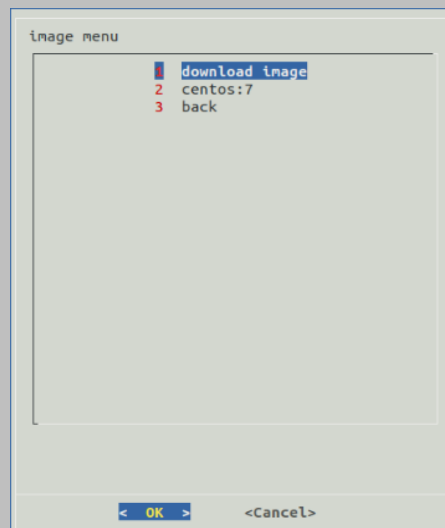 image menu
1 download image
2 centos:7
3 back
< OK > <Cancel>